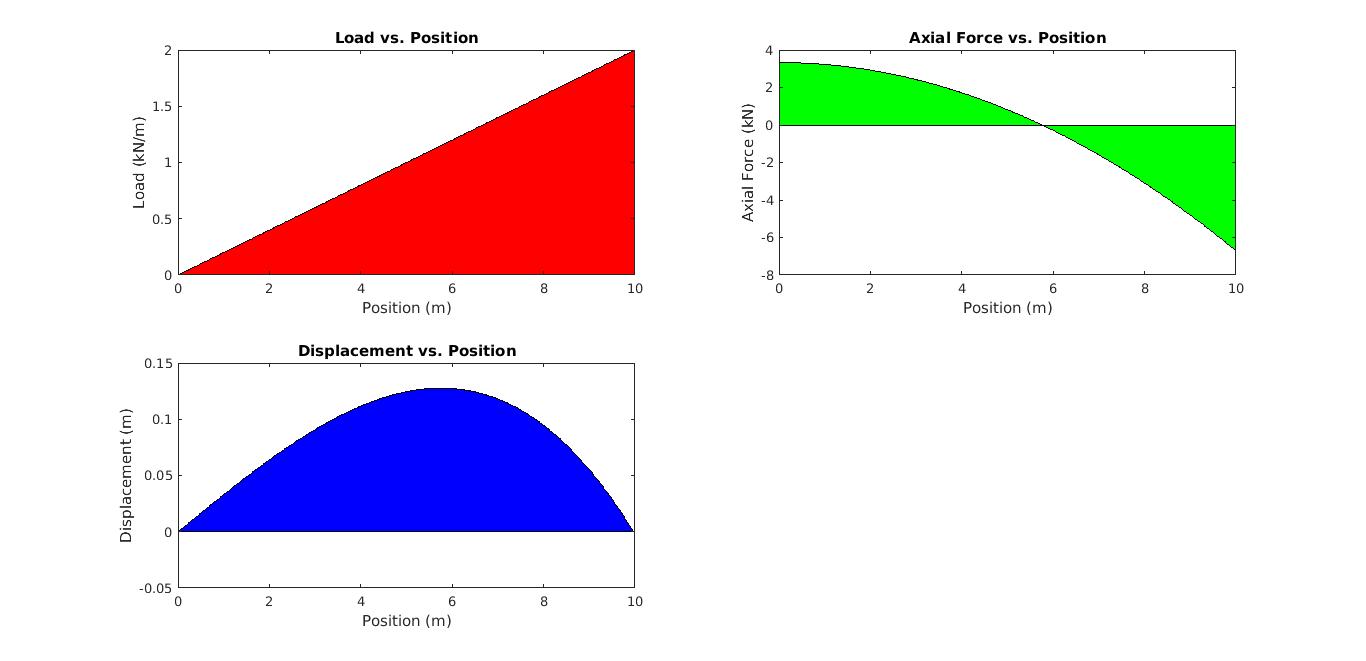 Load vs. Position
2
1.5
1
0.5
0
Load (kN/m)
0 2 4 6 8 10
Position (m)
Axial Force vs. Position
4
2
0
-2
-4
-6
-8
Axial Force (kN)
0 2 4 6 8 10
Position (m)
Displacement vs. Position
0.15
0.1
0.05
0
-0.05
Displacement (m)
0 2 4 6 8 10
Position (m)